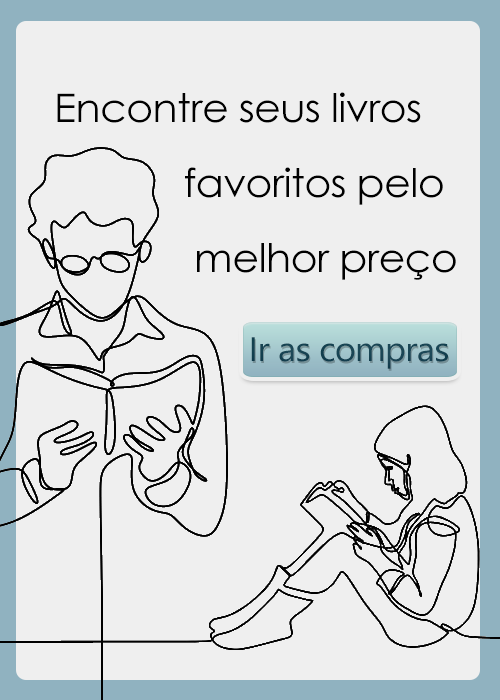 Encontre seus livros
favoritos pelo
melhor preço
Ir as compras